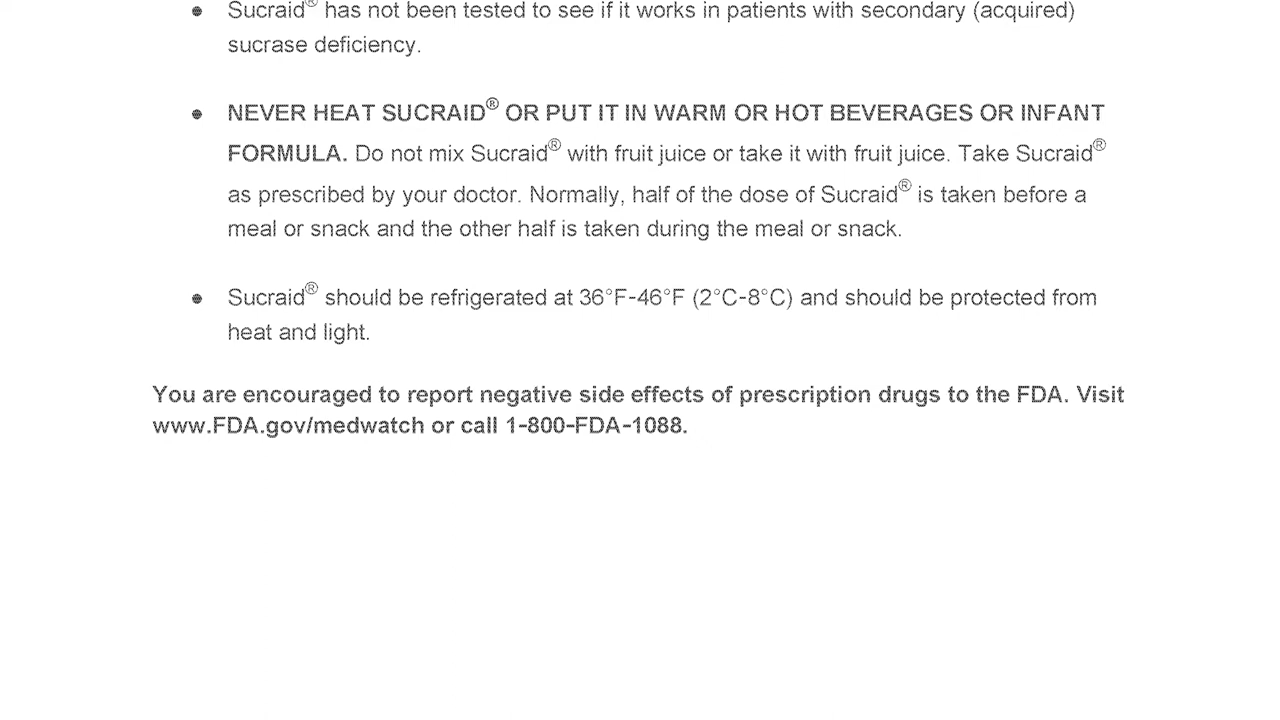 ● Sucraid® has not been tested to see if it works in patients with secondary (acquired)
sucrase deficiency.
● NEVER HEAT SUCRAID® OR PUT IT IN WARM OR HOT BEVERAGES OR INFANT
FORMULA. Do not mix Sucraid® with fruit juice or take it with fruit juice. Take Sucraid®
as prescribed by your doctor. Normally, half of the dose of Sucraid® is taken before a
meal or snack and the other half is taken during the meal or snack.
● Sucraid® should be refrigerated at 36°F-46°F (2°C-8°C) and should be protected from
heat and light.
You are encouraged to report negative side effects of prescription drugs to the FDA. Visit
www.FDA.gov/medwatch or call 1-800-FDA-1088.